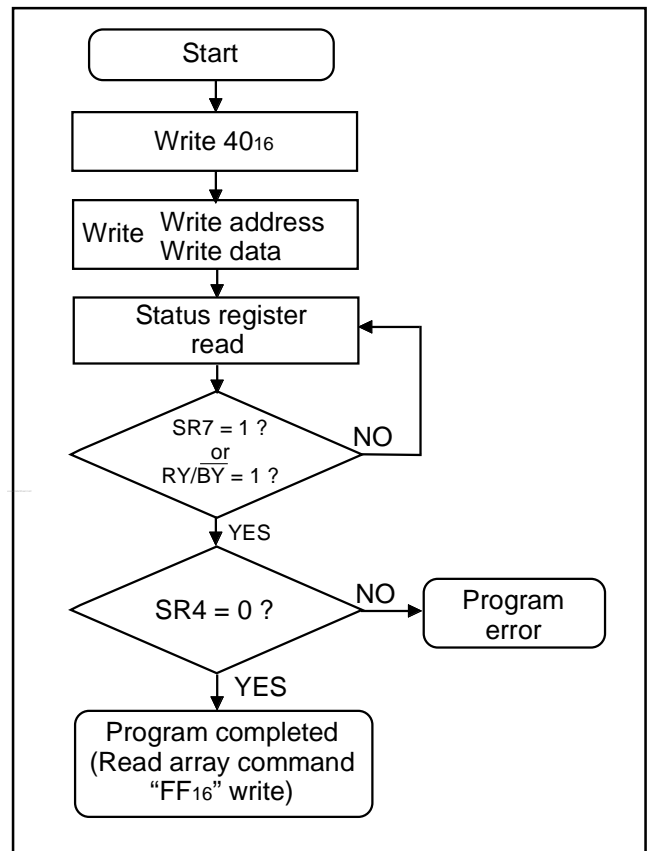 Start
Write 40₁₆
Write Write address
Write data
Status register
read
SR7 = 1 ?
or
RY/B̅Y̅ = 1 ?
NO
YES
SR4 = 0 ?
NO
Program
error
YES
Program completed
(Read array command
“FF₁₆” write)